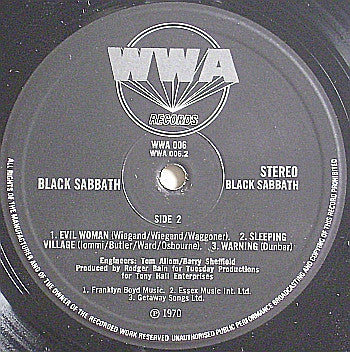 WWA
RECORDS
WWA 006
WWA 006.2
BLACK SABBATH
STEREO
BLACK SABBATH
SIDE 2
1. EVIL WOMAN (Wiegand/Wiegand/Waggoner). 2. SLEEPING
VILLAGE (Iommi/Butler/Ward/Osbourne). 3. WARNING (Dunbar)
Engineers: Tom Allom/Barry Sheffield
Produced by Rodger Bain for Tuesday Productions
for Tony Hall Enterprises
1. Franklyn Boyd Music. 2. Essex Music Int. Ltd.
3. Getaway Songs Ltd.
℗ 1970
ALL RIGHTS OF THE MANUFACTURER AND OF THE OWNER OF THE RECORDED WORK RESERVED UNAUTHORISED PUBLIC PERFORMANCE BROADCASTING AND COPYING OF THIS RECORD PROHIBITED